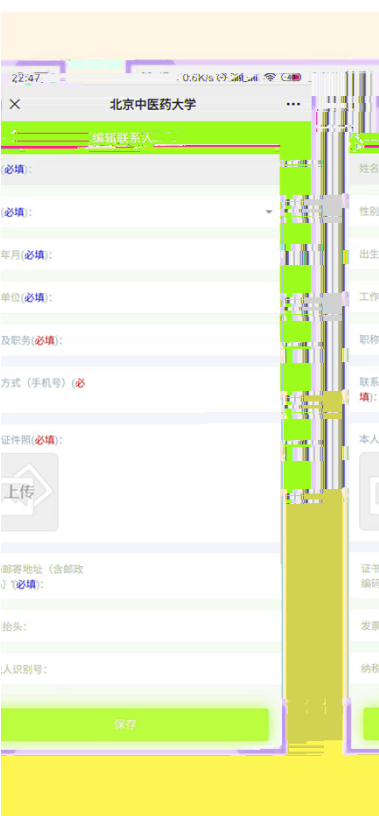 22:47
0.6K/s
北京中医药大学
编辑联系人
(必填):
姓名
(必填):
性别
年月(必填):
出生
单位(必填):
工作
及职务(必填):
职称
方式（手机号）(必
联系
填):
证件照(必填):
本人
上传
邮寄地址（含邮政
证书
(必填):
编码
抬头:
发票
人识别号:
纳税
保存